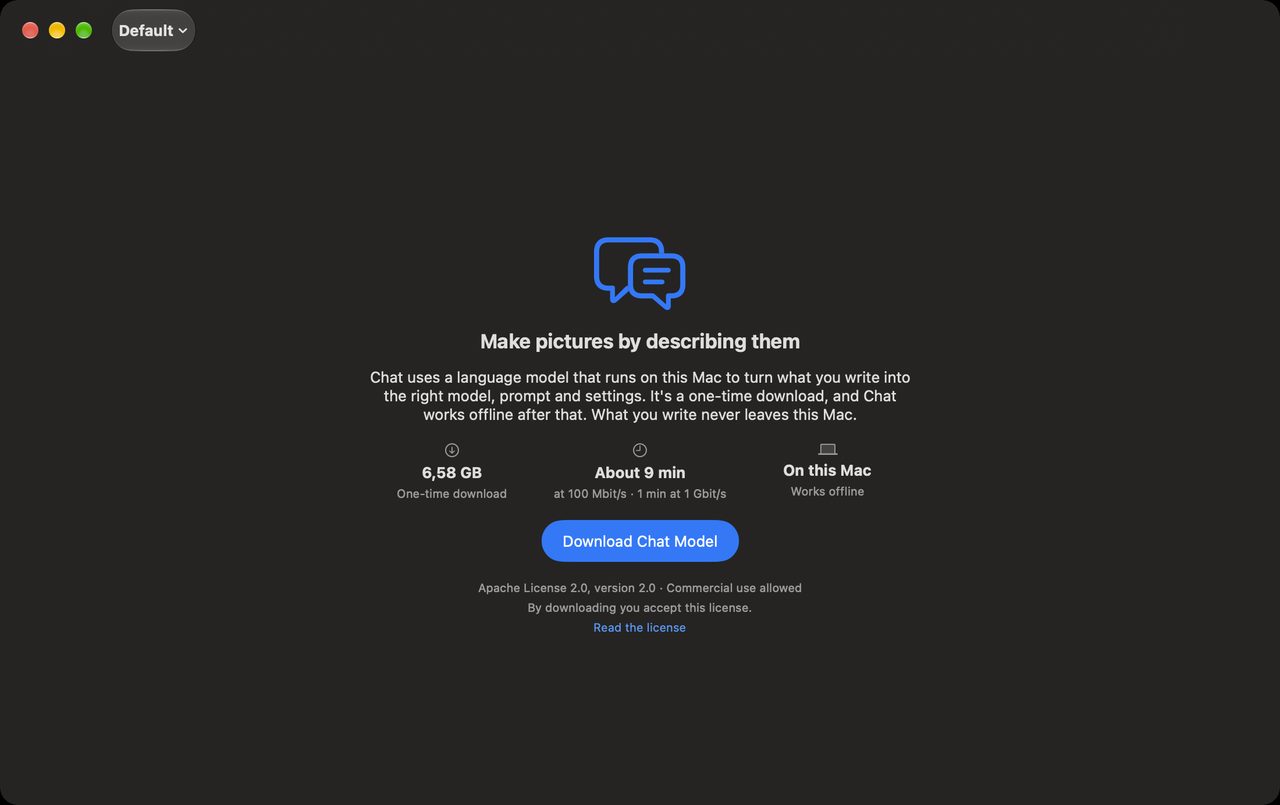 Default
Make pictures by describing them
Chat uses a language model that runs on this Mac to turn what you write into
the right model, prompt and settings. It's a one-time download, and Chat
works offline after that. What you write never leaves this Mac.
6,58 GB
One-time download
About 9 min
at 100 Mbit/s · 1 min at 1 Gbit/s
On this Mac
Works offline
Download Chat Model
Apache License 2.0, version 2.0 · Commercial use allowed
By downloading you accept this license.
Read the license